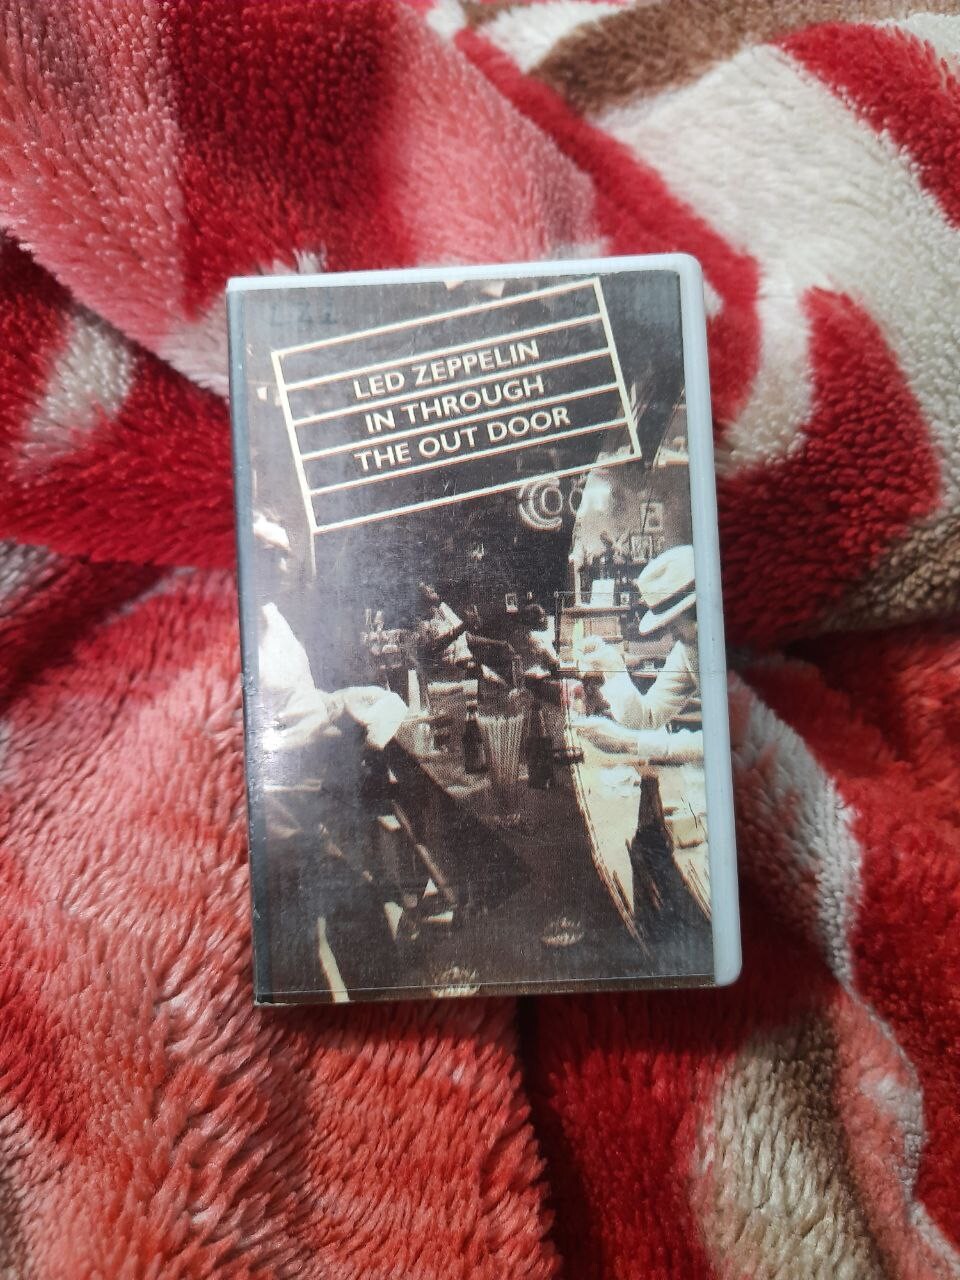 LED ZEPPELIN
IN THROUGH
THE OUT DOOR